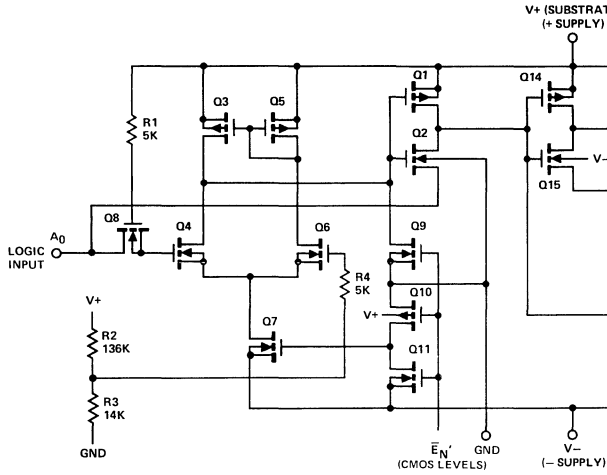 V+ (SUBSTRAT
(+ SUPPLY)
Q1
Q14
Q3
Q5
R1
5K
Q2
V–
Q15
Q8
Q4
Q6
Q9
A0
LOGIC
INPUT
R4
5K
V+
Q7
V+
Q10
R2
136K
Q11
R3
14K
GND
E̅N′
(CMOS LEVELS)
GND
V–
(– SUPPLY)